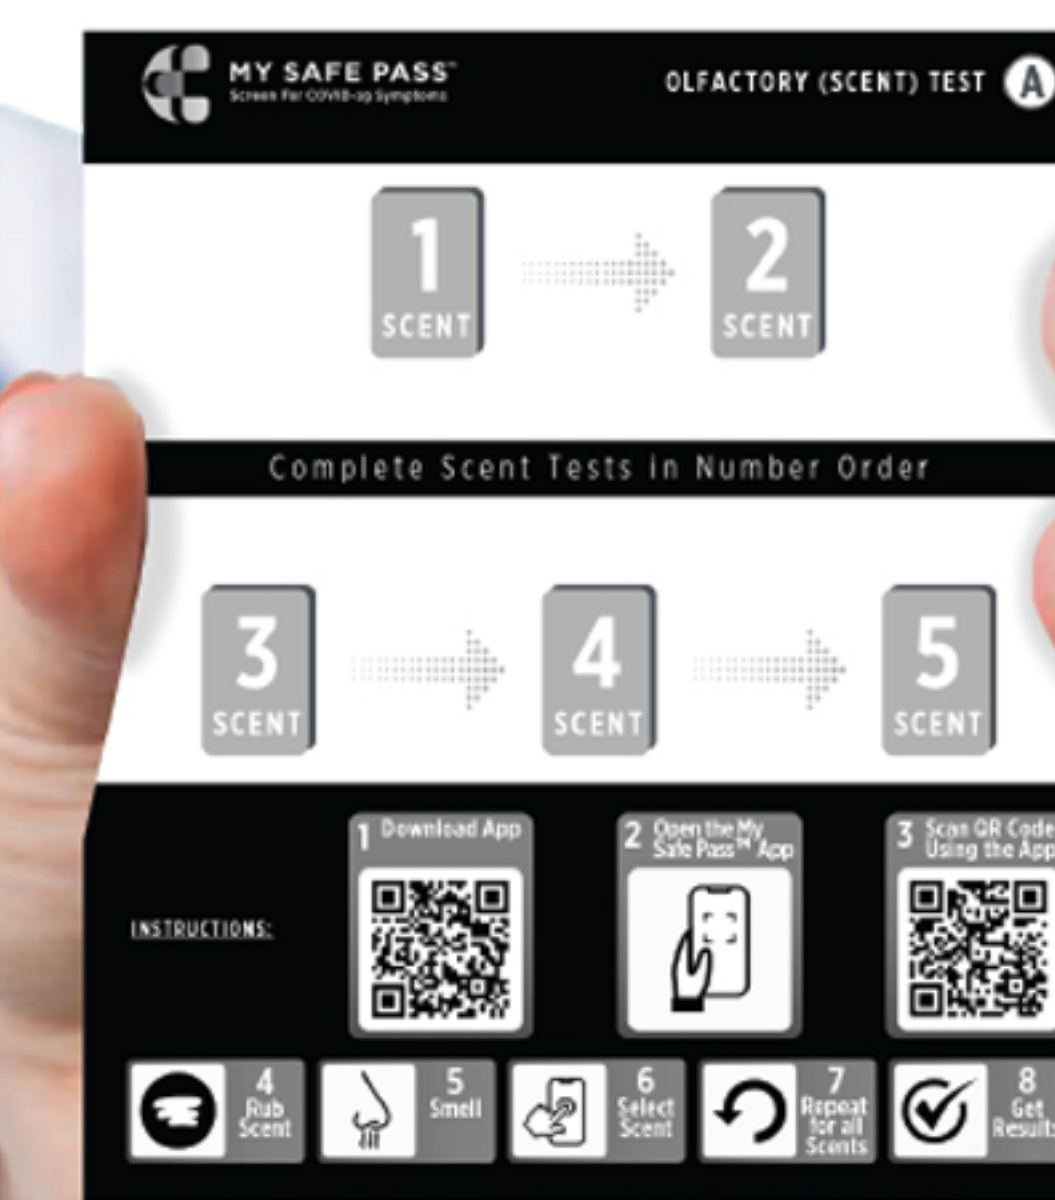 MY SAFE PASS™
Screen For COVID-19 Symptoms
OLFACTORY (SCENT) TEST A
1
SCENT
2
SCENT
Complete Scent Tests in Number Order
3
SCENT
4
SCENT
5
SCENT
INSTRUCTIONS:
1 Download App
2 Open the My
Safe Pass™ App
3 Scan QR Code
Using the App
4
Rub
Scent
5
Smell
6
Select
Scent
7
Repeat
for all
Scents
8
Get
Results